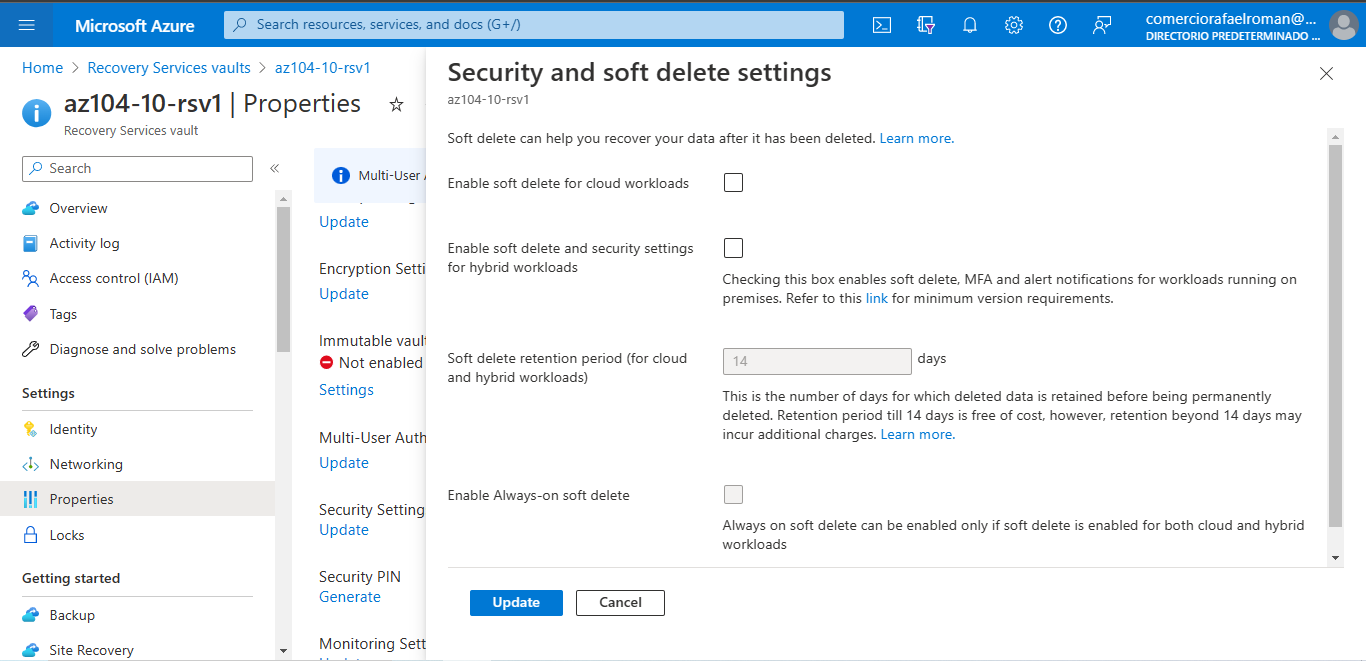 Microsoft Azure
Search resources, services, and docs (G+/)
comerciorafaelroman@...
DIRECTORIO PREDETERMINADO ...
Home > Recovery Services vaults > az104-10-rsv1
az104-10-rsv1 | Properties
Recovery Services vault
Search
Overview
Activity log
Access control (IAM)
Tags
Diagnose and solve problems
Settings
Identity
Networking
Properties
Locks
Getting started
Backup
Site Recovery
Multi-User
Update
Encryption Setti
Update
Immutable vault
Not enabled
Settings
Multi-User Auth
Update
Security Setting
Update
Security PIN
Generate
Monitoring Sett
Security and soft delete settings
az104-10-rsv1
Soft delete can help you recover your data after it has been deleted. Learn more.
Enable soft delete for cloud workloads
Enable soft delete and security settings
for hybrid workloads
Checking this box enables soft delete, MFA and alert notifications for workloads running on
premises. Refer to this link for minimum version requirements.
Soft delete retention period (for cloud
and hybrid workloads)
14 days
This is the number of days for which deleted data is retained before being permanently
deleted. Retention period till 14 days is free of cost, however, retention beyond 14 days may
incur additional charges. Learn more.
Enable Always-on soft delete
Always on soft delete can be enabled only if soft delete is enabled for both cloud and hybrid
workloads
Update
Cancel